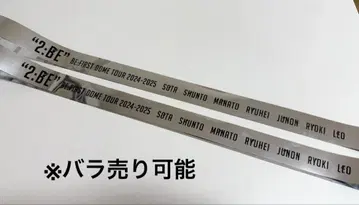 "2:BE" BE:FIRST DOME TOUR 2024-2025 SOTA SHUNTO MANATO RYUHEI JUNON RYOKI LEO
"2:BE" BE:FIRST DOME TOUR 2024-2025 SOTA SHUNTO MANATO RYUHEI JUNON RYOKI LEO
※バラ売り可能